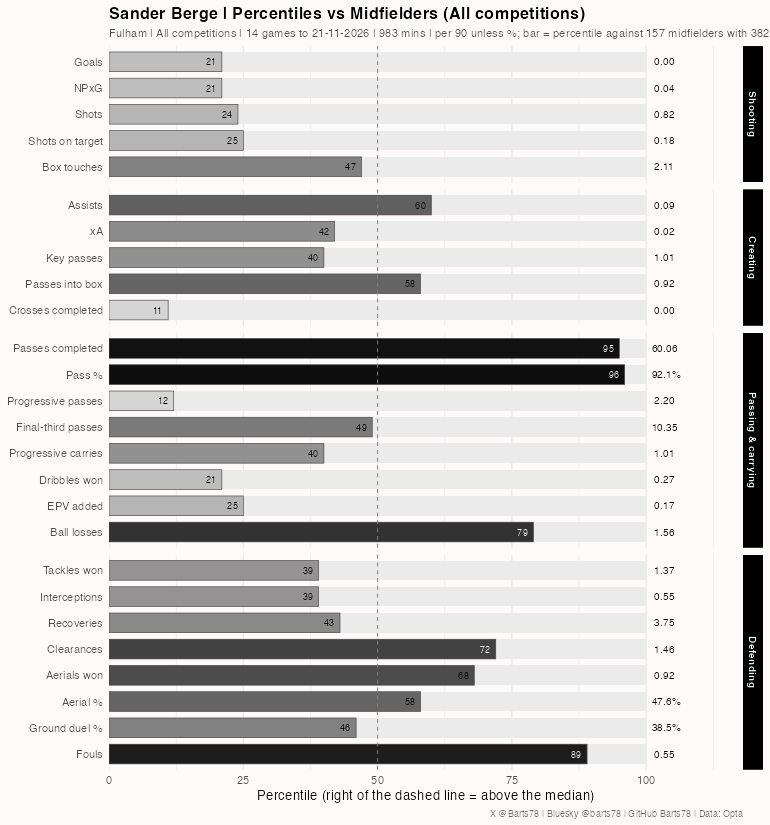 Sander Berge | Percentiles vs Midfielders (All competitions)
Fulham | All competitions | 14 games to 21-11-2026 | 983 mins | per 90 unless %; bar = percentile against 157 midfielders with 382
Shooting
Goals 21 0.00
NPxG 21 0.04
Shots 24 0.82
Shots on target 25 0.18
Box touches 47 2.11
Creating
Assists 60 0.09
xA 42 0.02
Key passes 40 1.01
Passes into box 58 0.92
Crosses completed 11 0.00
Passing & carrying
Passes completed 95 60.06
Pass % 96 92.1%
Progressive passes 12 2.20
Final-third passes 49 10.35
Progressive carries 40 1.01
Dribbles won 21 0.27
EPV added 25 0.17
Ball losses 79 1.56
Defending
Tackles won 39 1.37
Interceptions 39 0.55
Recoveries 43 3.75
Clearances 72 1.46
Aerials won 68 0.92
Aerial % 58 47.6%
Ground duel % 46 38.5%
Fouls 89 0.55
0 25 50 75 100
Percentile (right of the dashed line = above the median)
X @Barts78 | Bluesky @barts78 | GitHub Barts78 | Data: Opta